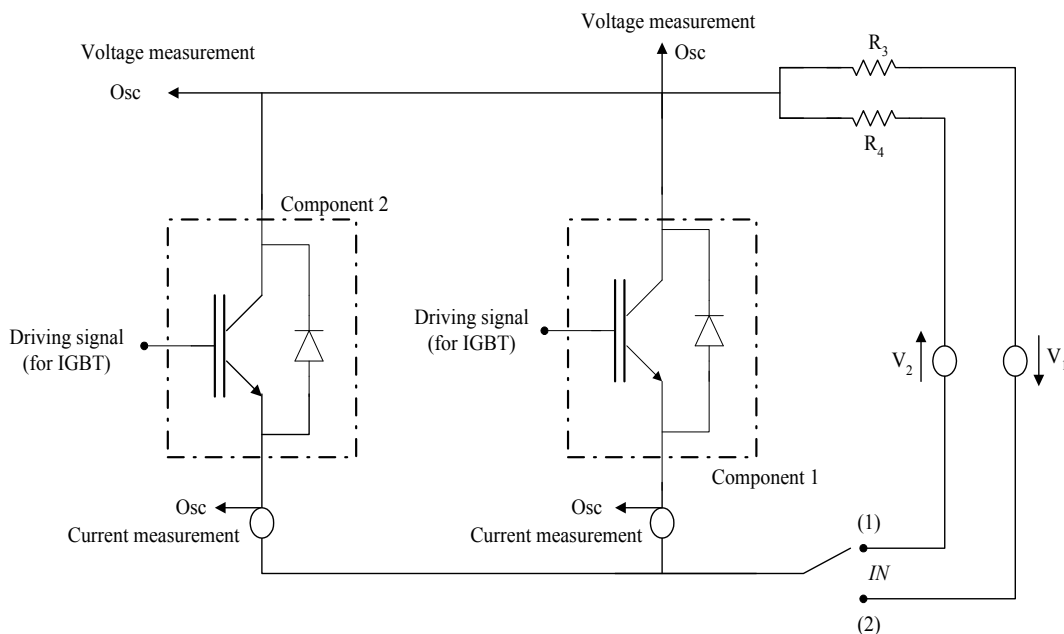 Voltage measurement
Osc
Voltage measurement
Osc
R3
R4
Component 2
Driving signal
(for IGBT)
Driving signal
(for IGBT)
V2
Component 1
Osc
Current measurement
Osc
Current measurement
(1)
IN
(2)